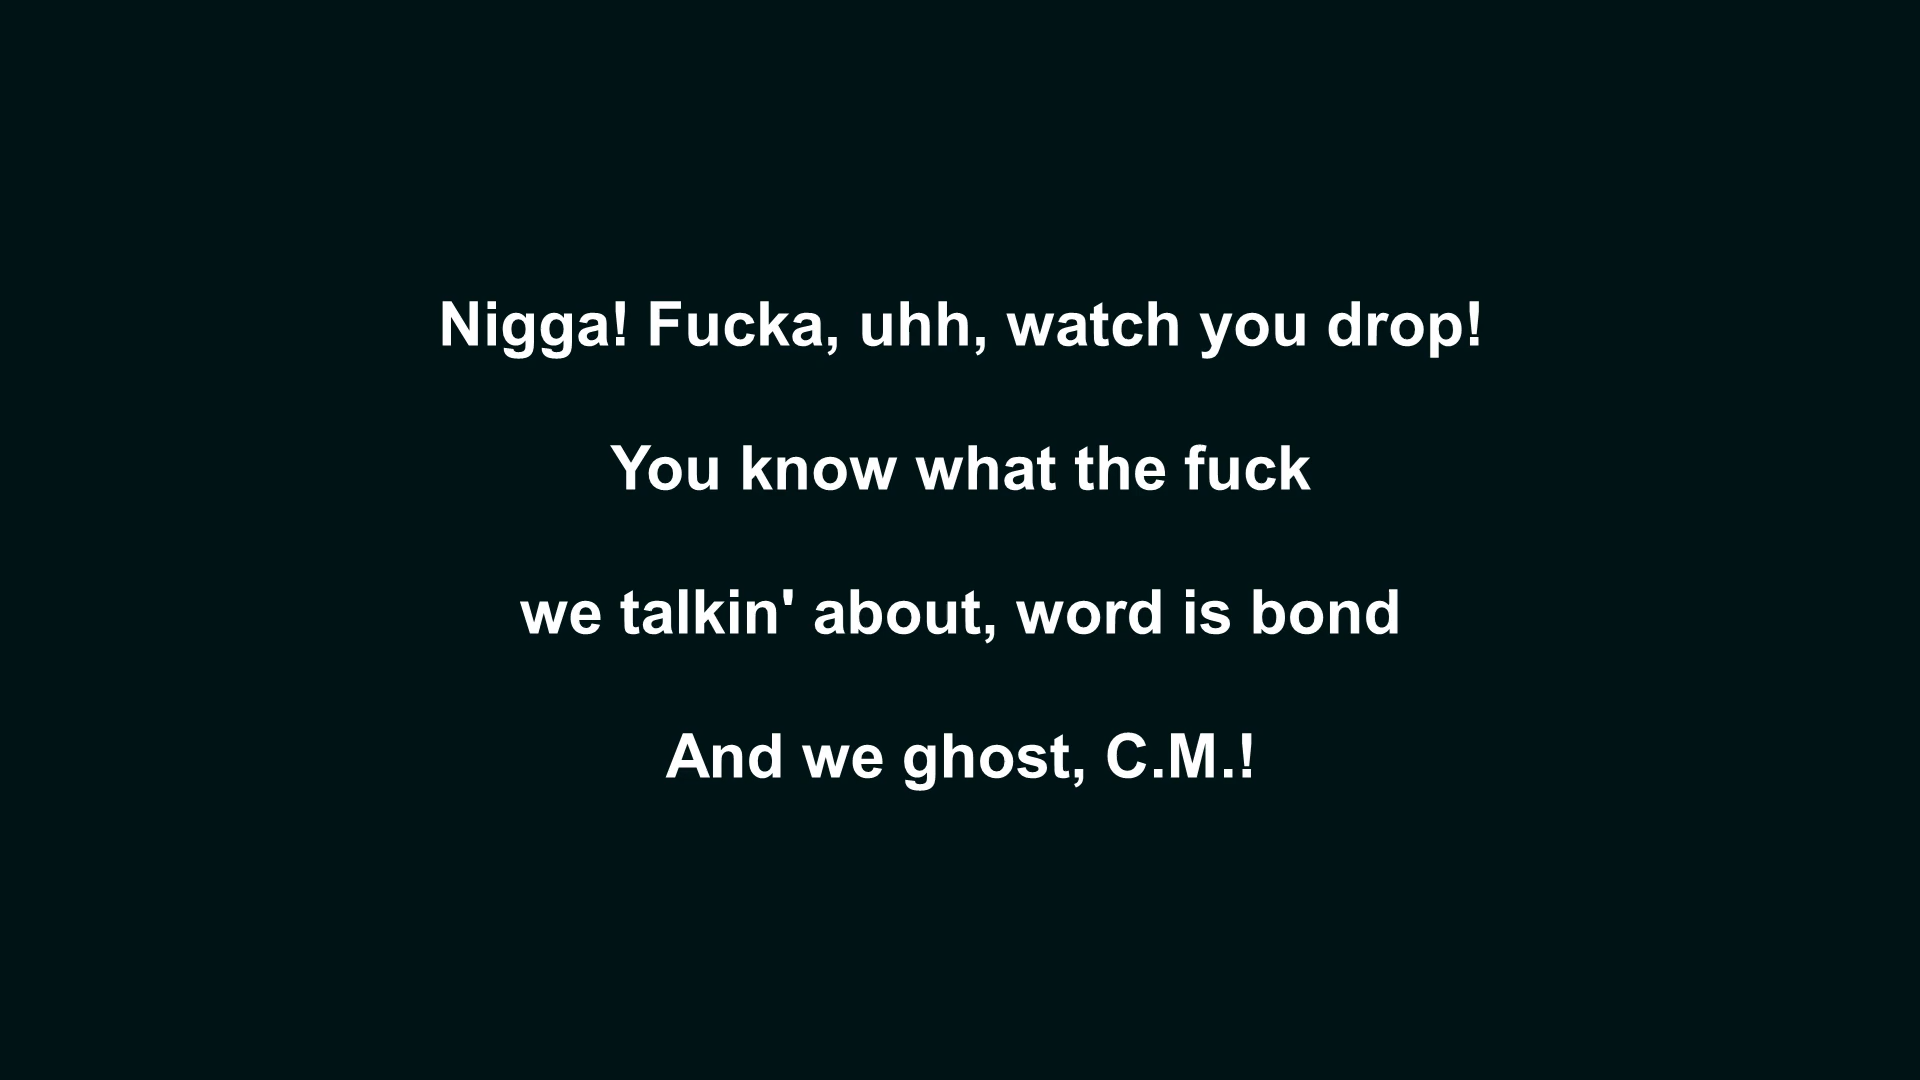 Nigga! Fucka, uhh, watch you drop!
You know what the fuck
we talkin' about, word is bond
And we ghost, C.M.!